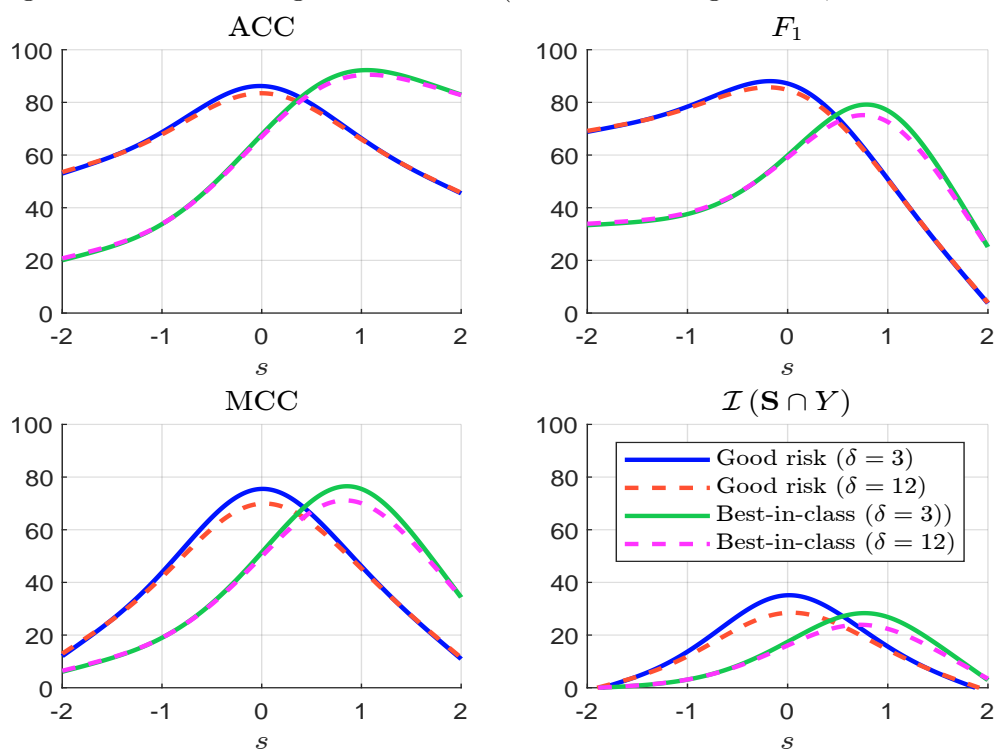 ACC
100
80
60
40
20
0
-2 -1 0 1 2
s
F₁
100
80
60
40
20
0
-2 -1 0 1 2
s
MCC
100
80
60
40
20
0
-2 -1 0 1 2
s
𝓘 (𝐒 ∩ Y)
100
80
60
40
20
0
-2 -1 0 1 2
s
Good risk (δ = 3)
Good risk (δ = 12)
Best-in-class (δ = 3))
Best-in-class (δ = 12)